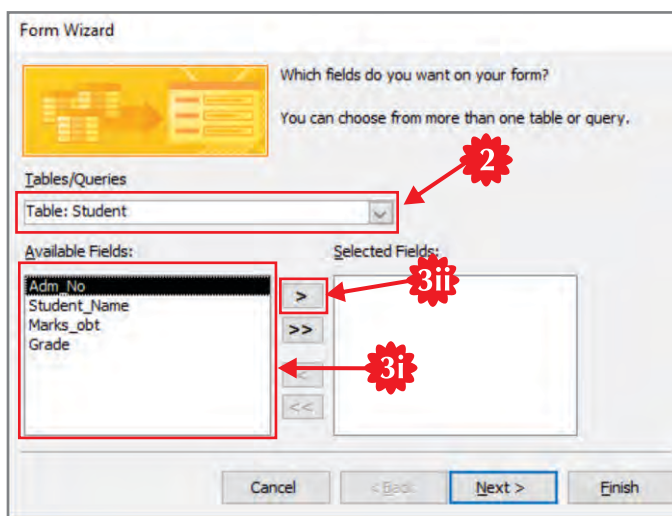 Form Wizard
Which fields do you want on your form?
You can choose from more than one table or query.
2
Tables/Queries
Table: Student
Available Fields:
Selected Fields:
Adm_No
Student_Name
Marks_obt
Grade
>
3ii
>>
3i
<
<<
Cancel
< Back
Next >
Finish